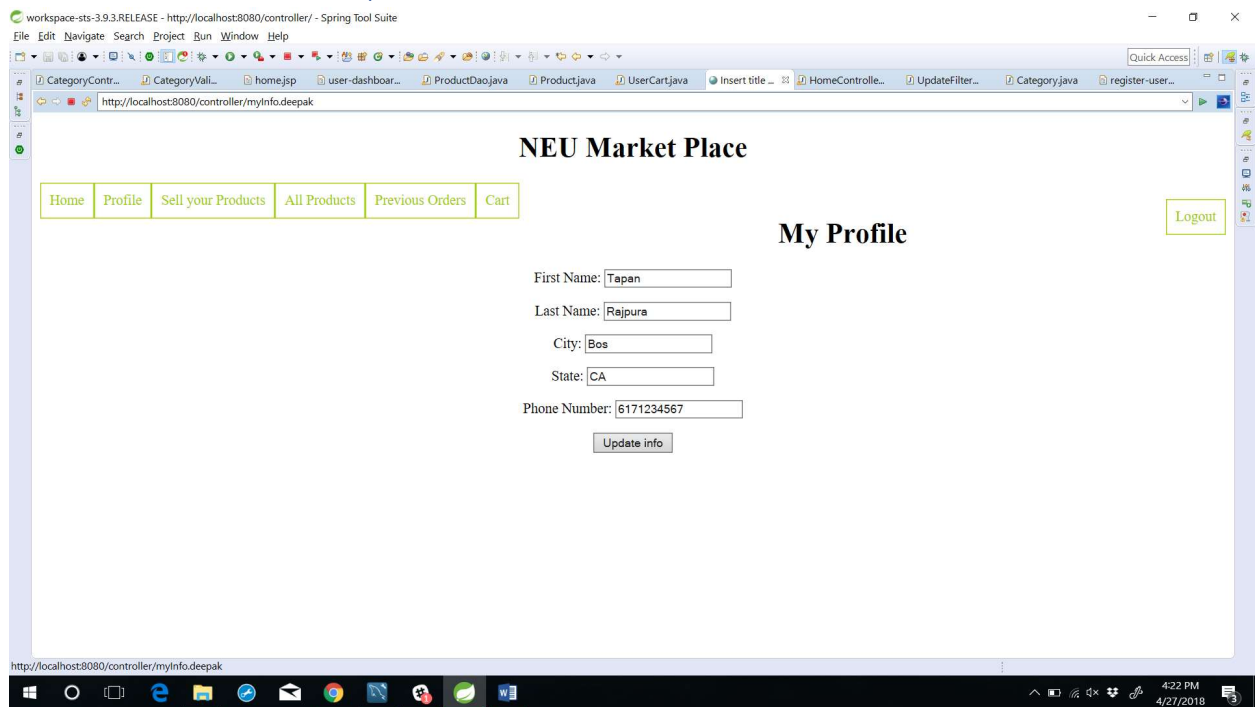 workspace-sts-3.9.3.RELEASE - http://localhost:8080/controller/ - Spring Tool Suite
File Edit Navigate Search Project Run Window Help
Quick Access
CategoryContr... CategoryVali... home.jsp user-dashboar... ProductDao.java Product.java UserCart.java Insert title ... HomeControlle... UpdateFilter... Category.java register-user...
http://localhost:8080/controller/myInfo.deepak
NEU Market Place
Home Profile Sell your Products All Products Previous Orders Cart
Logout
My Profile
First Name: Tapan
Last Name: Rajpura
City: Bos
State: CA
Phone Number: 6171234567
Update info
http://localhost:8080/controller/myInfo.deepak
4:22 PM
4/27/2018
3